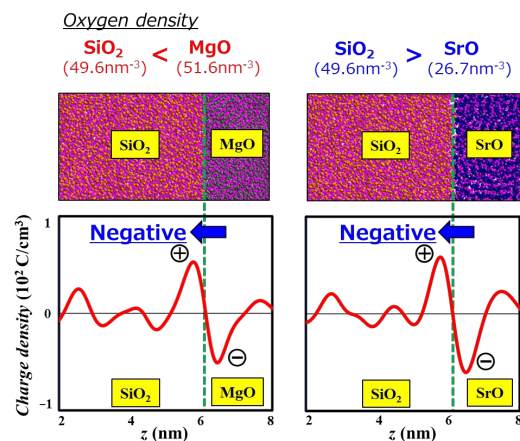 Oxygen density
SiO₂ < MgO
(49.6nm⁻³) (51.6nm⁻³)
SiO₂ > SrO
(49.6nm⁻³) (26.7nm⁻³)
SiO₂ MgO
SiO₂ SrO
Charge density (10² C/cm³)
1
0
−1
Negative
+
−
SiO₂ MgO
2 4 6 8
z (nm)
Negative
+
−
SiO₂ SrO
2 4 6 8
z (nm)